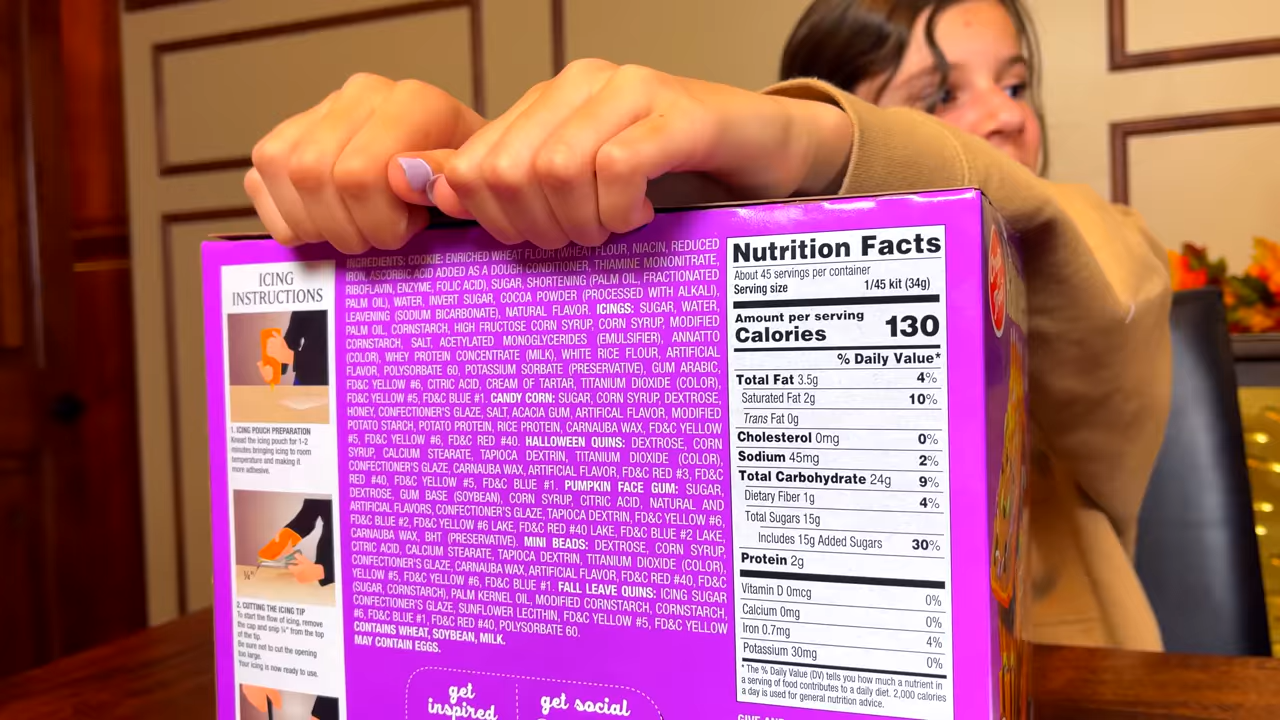 ICING
INSTRUCTIONS
1. ICING POUCH PREPARATION
Knead the icing pouch for 1-2
minutes bringing icing to room
temperature and making it
more adhesive.
¼"
2. CUTTING THE ICING TIP
To start the flow of icing, remove
the cap and snip ¼" from the top
of the tip.
Be sure not to cut the opening
too large.
Your icing is now ready to use.
INGREDIENTS: COOKIE: ENRICHED WHEAT FLOUR (WHEAT FLOUR, NIACIN, REDUCED
IRON, ASCORBIC ACID ADDED AS A DOUGH CONDITIONER, THIAMINE MONONITRATE,
RIBOFLAVIN, ENZYME, FOLIC ACID), SUGAR, SHORTENING (PALM OIL, FRACTIONATED
PALM OIL), WATER, INVERT SUGAR, COCOA POWDER (PROCESSED WITH ALKALI),
LEAVENING (SODIUM BICARBONATE), NATURAL FLAVOR. ICINGS: SUGAR, WATER,
PALM OIL, CORNSTARCH, HIGH FRUCTOSE CORN SYRUP, CORN SYRUP, MODIFIED
CORNSTARCH, SALT, ACETYLATED MONOGLYCERIDES (EMULSIFIER), ANNATTO
(COLOR), WHEY PROTEIN CONCENTRATE (MILK), WHITE RICE FLOUR, ARTIFICIAL
FLAVOR, POLYSORBATE 60, POTASSIUM SORBATE (PRESERVATIVE), GUM ARABIC,
FD&C YELLOW #6, CITRIC ACID, CREAM OF TARTAR, TITANIUM DIOXIDE (COLOR),
FD&C YELLOW #5, FD&C BLUE #1. CANDY CORN: SUGAR, CORN SYRUP, DEXTROSE,
HONEY, CONFECTIONER'S GLAZE, SALT, ACACIA GUM, ARTIFICAL FLAVOR, MODIFIED
POTATO STARCH, POTATO PROTEIN, RICE PROTEIN, CARNAUBA WAX, FD&C YELLOW
#5, FD&C YELLOW #6, FD&C RED #40. HALLOWEEN QUINS: DEXTROSE, CORN
SYRUP, CALCIUM STEARATE, TAPIOCA DEXTRIN, TITANIUM DIOXIDE (COLOR),
CONFECTIONER'S GLAZE, CARNAUBA WAX, ARTIFICIAL FLAVOR, FD&C RED #3, FD&C
RED #40, FD&C YELLOW #5, FD&C BLUE #1. PUMPKIN FACE GUM: SUGAR,
DEXTROSE, GUM BASE (SOYBEAN), CORN SYRUP, CITRIC ACID, NATURAL AND
ARTIFICIAL FLAVORS, CONFECTIONER'S GLAZE, TAPIOCA DEXTRIN, FD&C YELLOW #6,
FD&C BLUE #2, FD&C YELLOW #6 LAKE, FD&C RED #40 LAKE, FD&C BLUE #2 LAKE,
CARNAUBA WAX, BHT (PRESERVATIVE). MINI BEADS: DEXTROSE, CORN SYRUP,
CITRIC ACID, CALCIUM STEARATE, TAPIOCA DEXTRIN, TITANIUM DIOXIDE (COLOR),
CONFECTIONER'S GLAZE, CARNAUBA WAX, ARTIFICIAL FLAVOR, FD&C RED #40, FD&C
YELLOW #5, FD&C YELLOW #6, FD&C BLUE #1. FALL LEAVE QUINS: ICING SUGAR
(SUGAR, CORNSTARCH), PALM KERNEL OIL, MODIFIED CORNSTARCH, CORNSTARCH,
CONFECTIONER'S GLAZE, SUNFLOWER LECITHIN, FD&C YELLOW #5, FD&C YELLOW
#6, FD&C BLUE #1, FD&C RED #40, POLYSORBATE 60.
CONTAINS WHEAT, SOYBEAN, MILK.
MAY CONTAIN EGGS.
get
inspired
get social
Nutrition Facts
About 45 servings per container
Serving size 1/45 kit (34g)
Amount per serving
Calories 130
% Daily Value*
Total Fat 3.5g 4%
Saturated Fat 2g 10%
Trans Fat 0g
Cholesterol 0mg 0%
Sodium 45mg 2%
Total Carbohydrate 24g 9%
Dietary Fiber 1g 4%
Total Sugars 15g
Includes 15g Added Sugars 30%
Protein 2g
Vitamin D 0mcg 0%
Calcium 0mg 0%
Iron 0.7mg 4%
Potassium 30mg 0%
* The % Daily Value (DV) tells you how much a nutrient in
a serving of food contributes to a daily diet. 2,000 calories
a day is used for general nutrition advice.